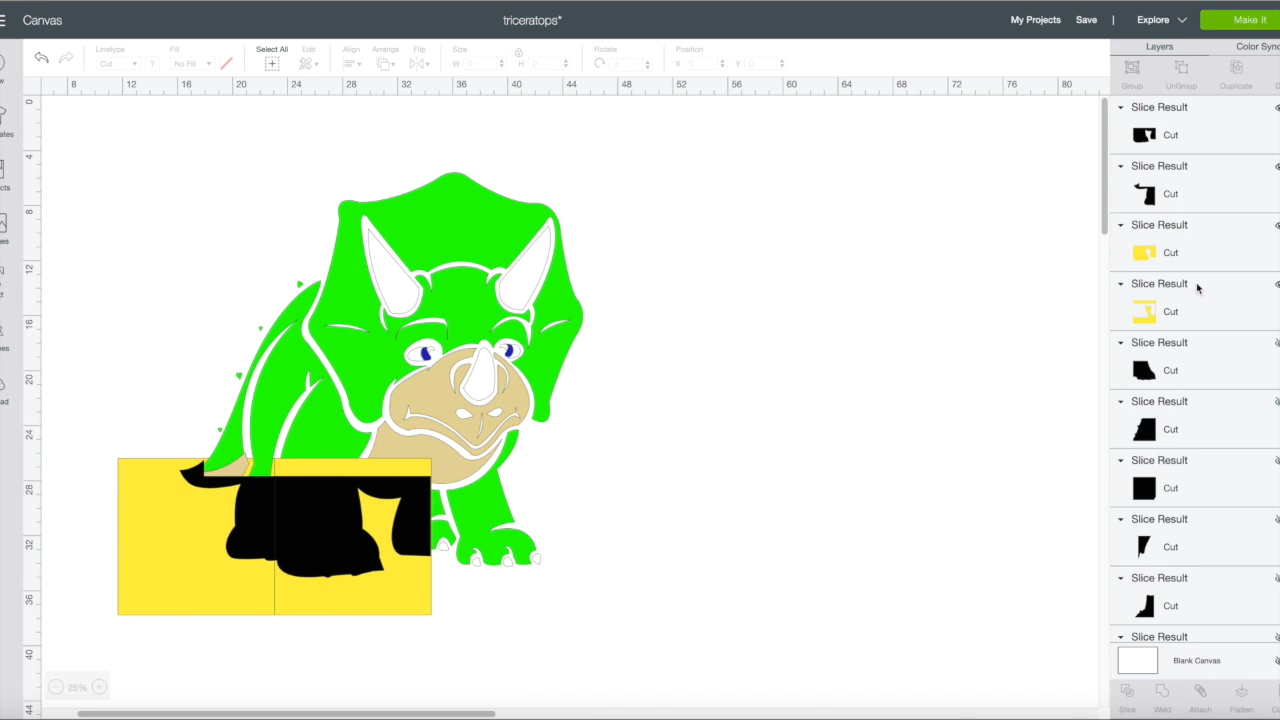 Canvas
triceratops*
My Projects Save | Explore Make It
Linetype Fill Select All Edit Align Arrange Flip Size Rotate Position
Cut ? No Fill W 0 H 0 0 X 0 Y 0
Layers Color Sync
Group UnGroup Duplicate
8 12 16 20 24 28 32 36 40 44 48 52 56 60 64 68 72 76 80
0
4
8
12
16
20
24
28
32
36
40
44
Slice Result
Cut
Slice Result
Cut
Slice Result
Cut
Slice Result
Cut
Slice Result
Cut
Slice Result
Cut
Slice Result
Cut
Slice Result
Cut
Slice Result
Cut
Slice Result
Blank Canvas
25%
Slice Weld Attach Flatten